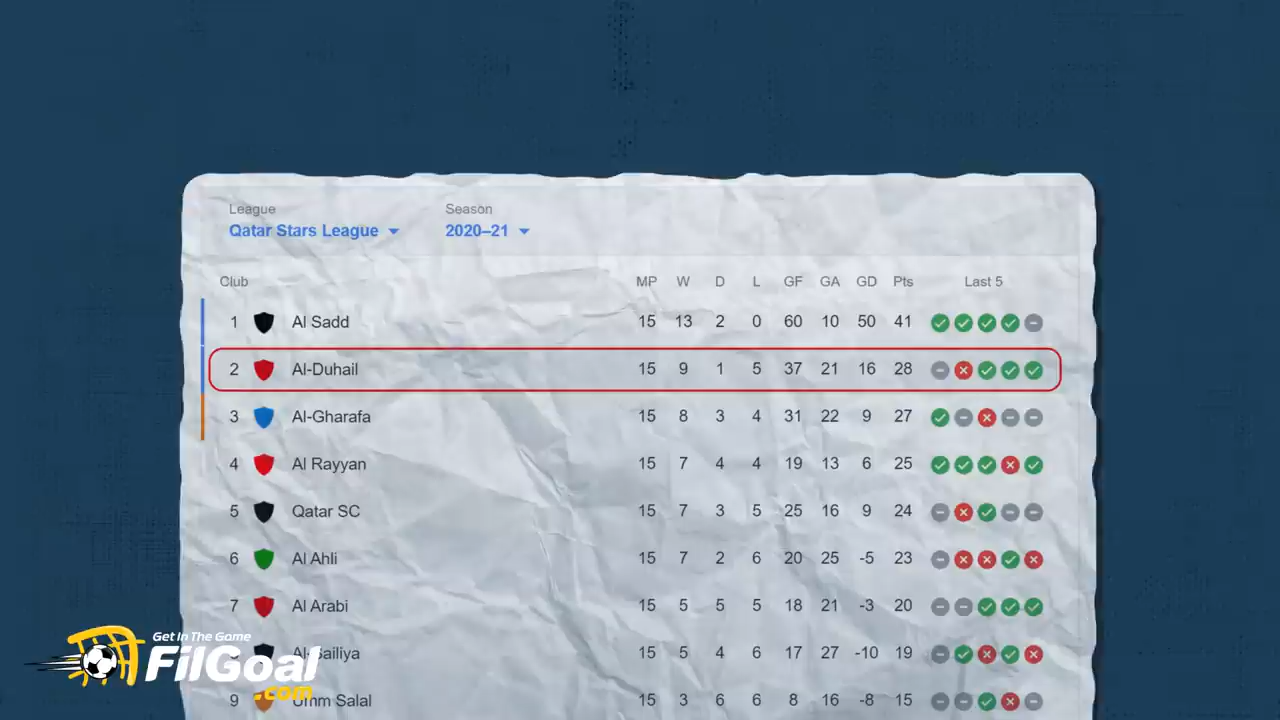 League Season
Qatar Stars League 2020–21
Club MP W D L GF GA GD Pts Last 5
1 Al Sadd 15 13 2 0 60 10 50 41
2 Al-Duhail 15 9 1 5 37 21 16 28
3 Al-Gharafa 15 8 3 4 31 22 9 27
4 Al Rayyan 15 7 4 4 19 13 6 25
5 Qatar SC 15 7 3 5 25 16 9 24
6 Al Ahli 15 7 2 6 20 25 -5 23
7 Al Arabi 15 5 5 5 18 21 -3 20
Al-Sailiya 15 5 4 6 17 27 -10 19
9 Umm Salal 15 3 6 6 8 16 -8 15
Get In The Game
FilGoal
.com